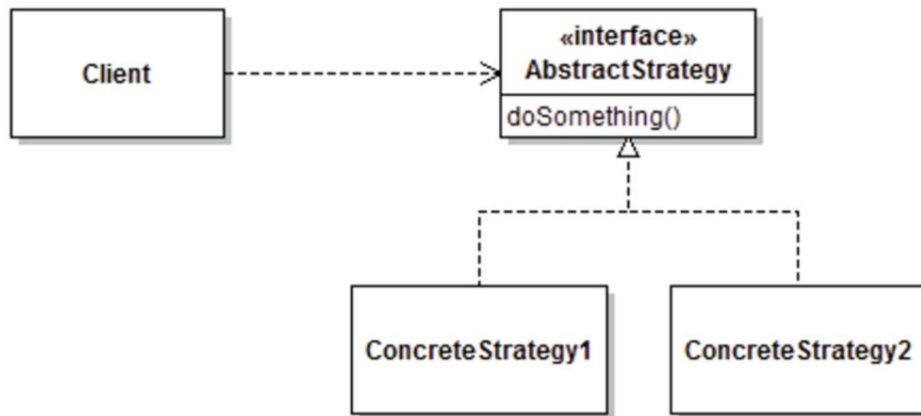 Client
«interface»
AbstractStrategy
doSomething()
ConcreteStrategy1
ConcreteStrategy2